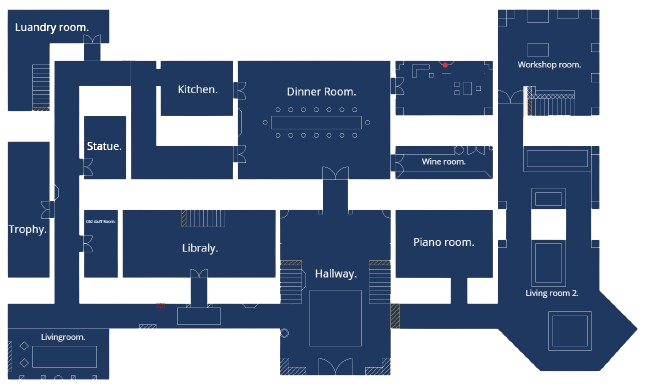 Luandry room.
Workshop room.
Kitchen.
Dinner Room.
Statue.
Wine room.
Trophy.
Old staff Room.
Libraly.
Piano room.
Hallway.
Living room 2.
Livingroom.